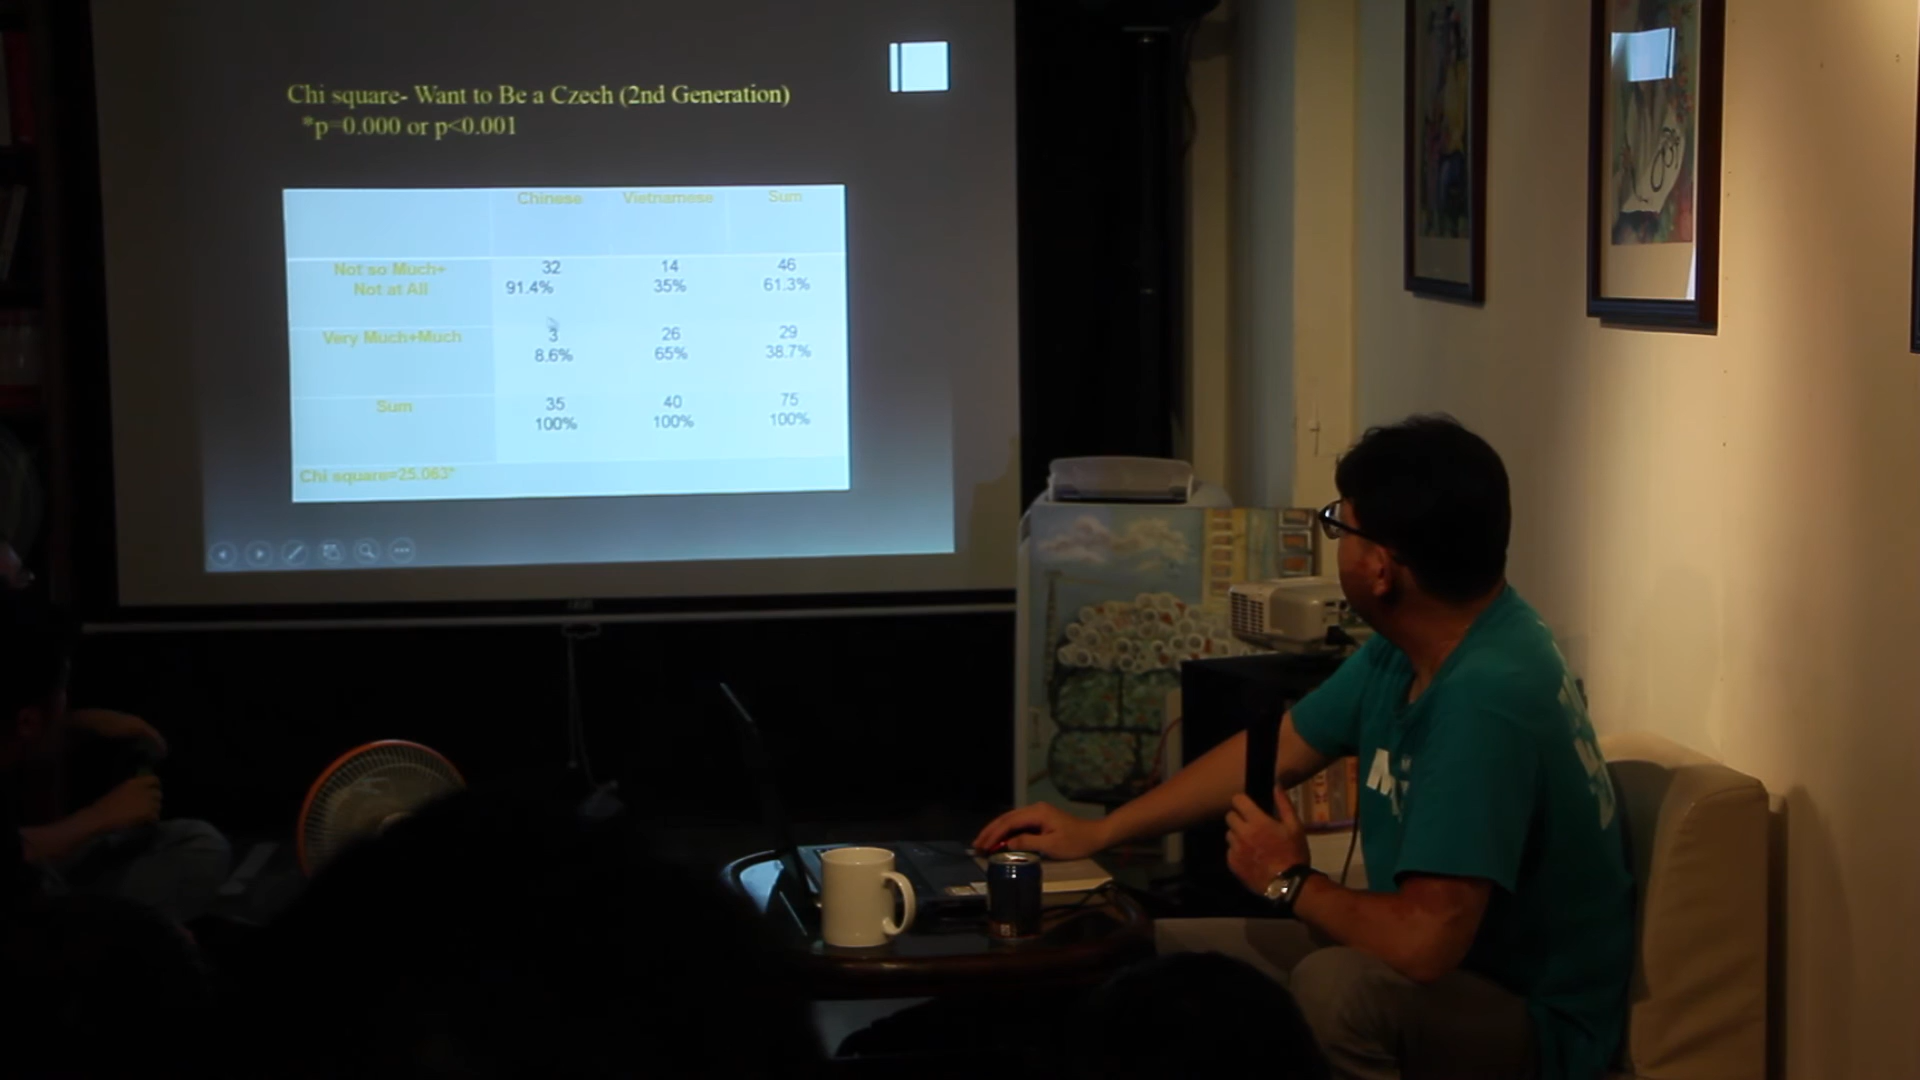 Chi square- Want to Be a Czech (2nd Generation)
*p=0.000 or p<0.001
Chinese Vietnamese Sum
Not so Much+ 32 14 46
Not at All 91.4% 35% 61.3%
Very Much+Much 3 26 29
8.6% 65% 38.7%
Sum 35 40 75
100% 100% 100%
Chi square=25.063*